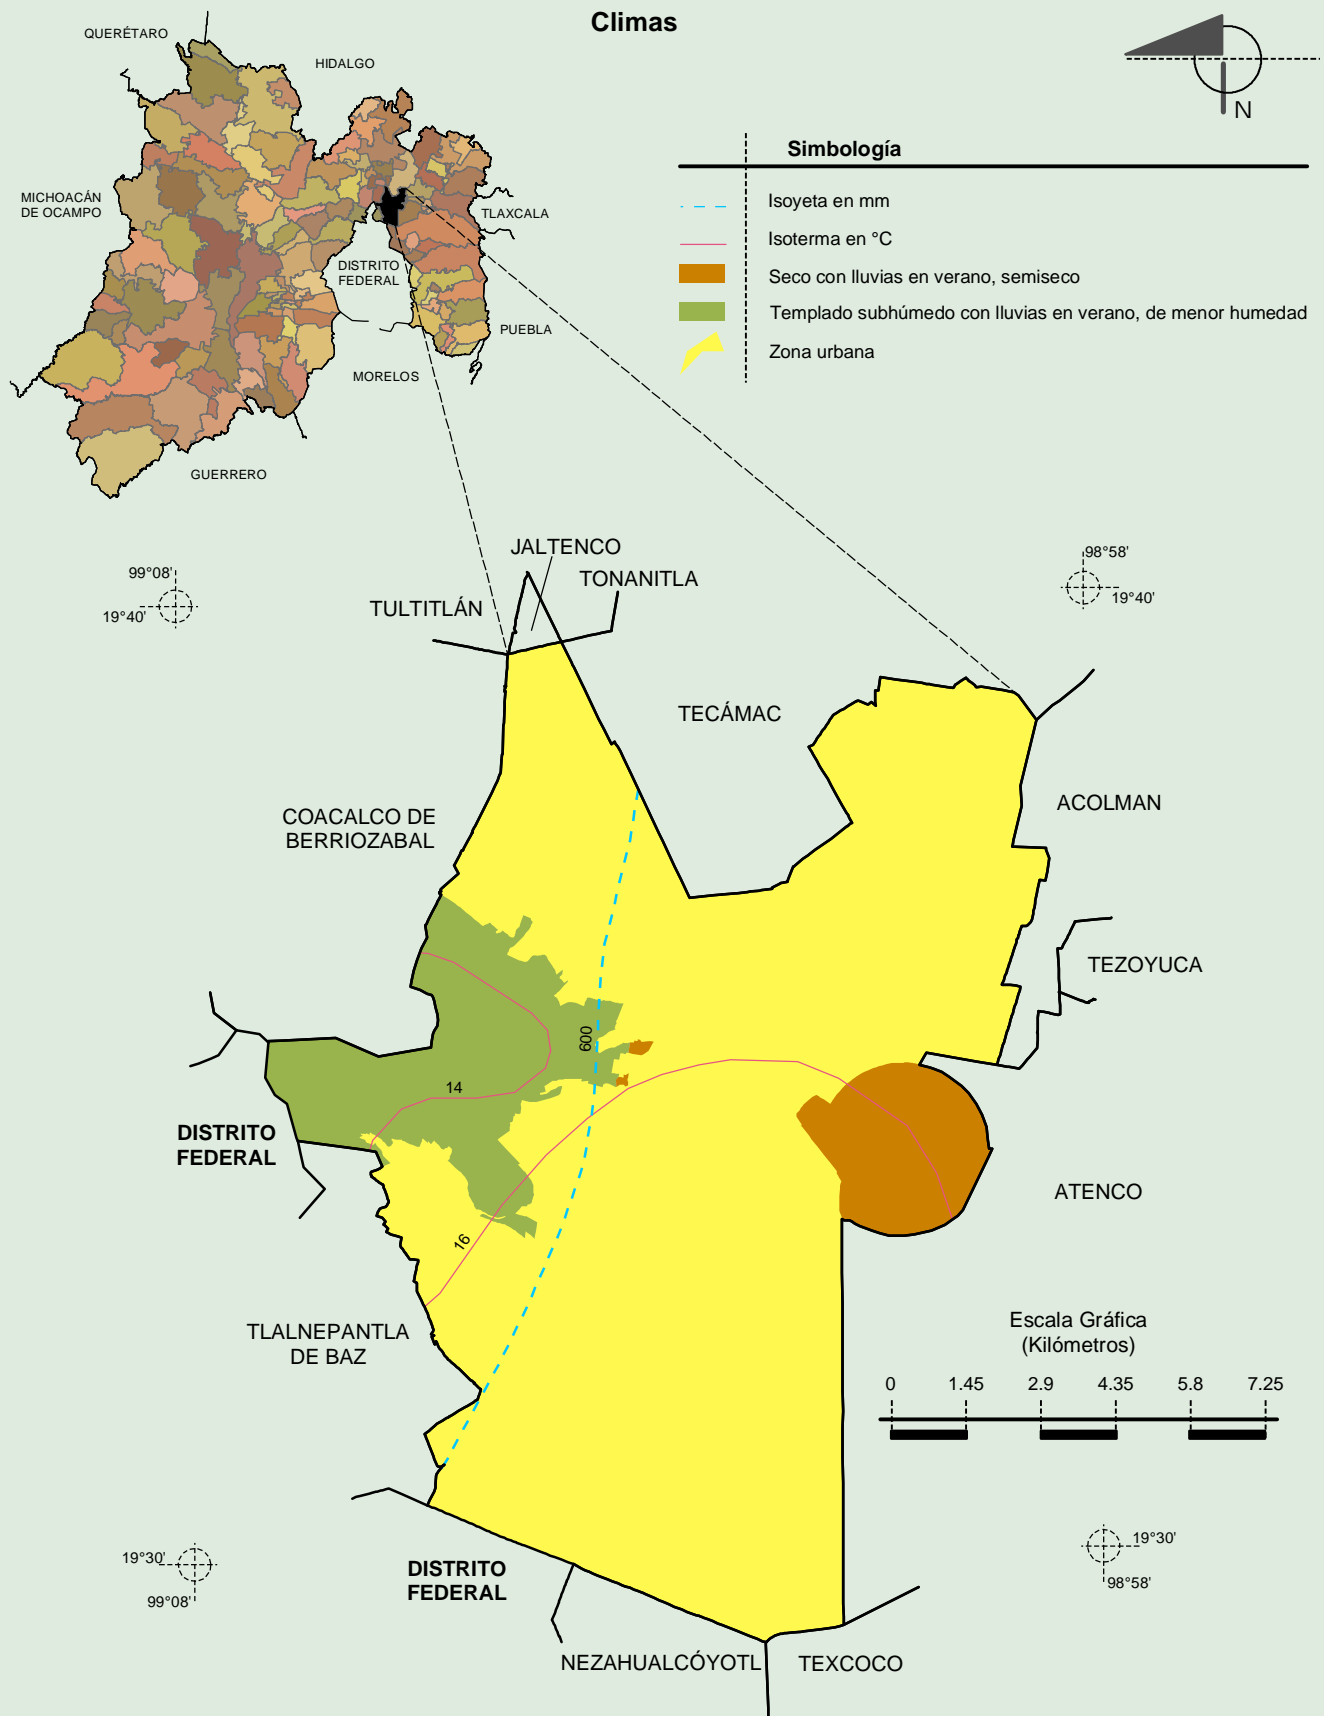 Climas
QUERÉTARO
HIDALGO
MICHOACÁN
DE OCAMPO
TLAXCALA
DISTRITO
FEDERAL
PUEBLA
MORELOS
GUERRERO
N
Simbología
Isoyeta en mm
Isoterma en °C
Seco con lluvias en verano, semiseco
Templado subhúmedo con lluvias en verano, de menor humedad
Zona urbana
99°08'
19°40'
98°58'
19°40'
JALTENCO
TONANITLA
TULTITLÁN
TECÁMAC
ACOLMAN
COACALCO DE
BERRIOZABAL
TEZOYUCA
600
14
DISTRITO
FEDERAL
ATENCO
16
TLALNEPANTLA
DE BAZ
Escala Gráfica
(Kilómetros)
0 1.45 2.9 4.35 5.8 7.25
19°30'
99°08'
19°30'
98°58'
DISTRITO
FEDERAL
NEZAHUALCÓYOTL
TEXCOCO